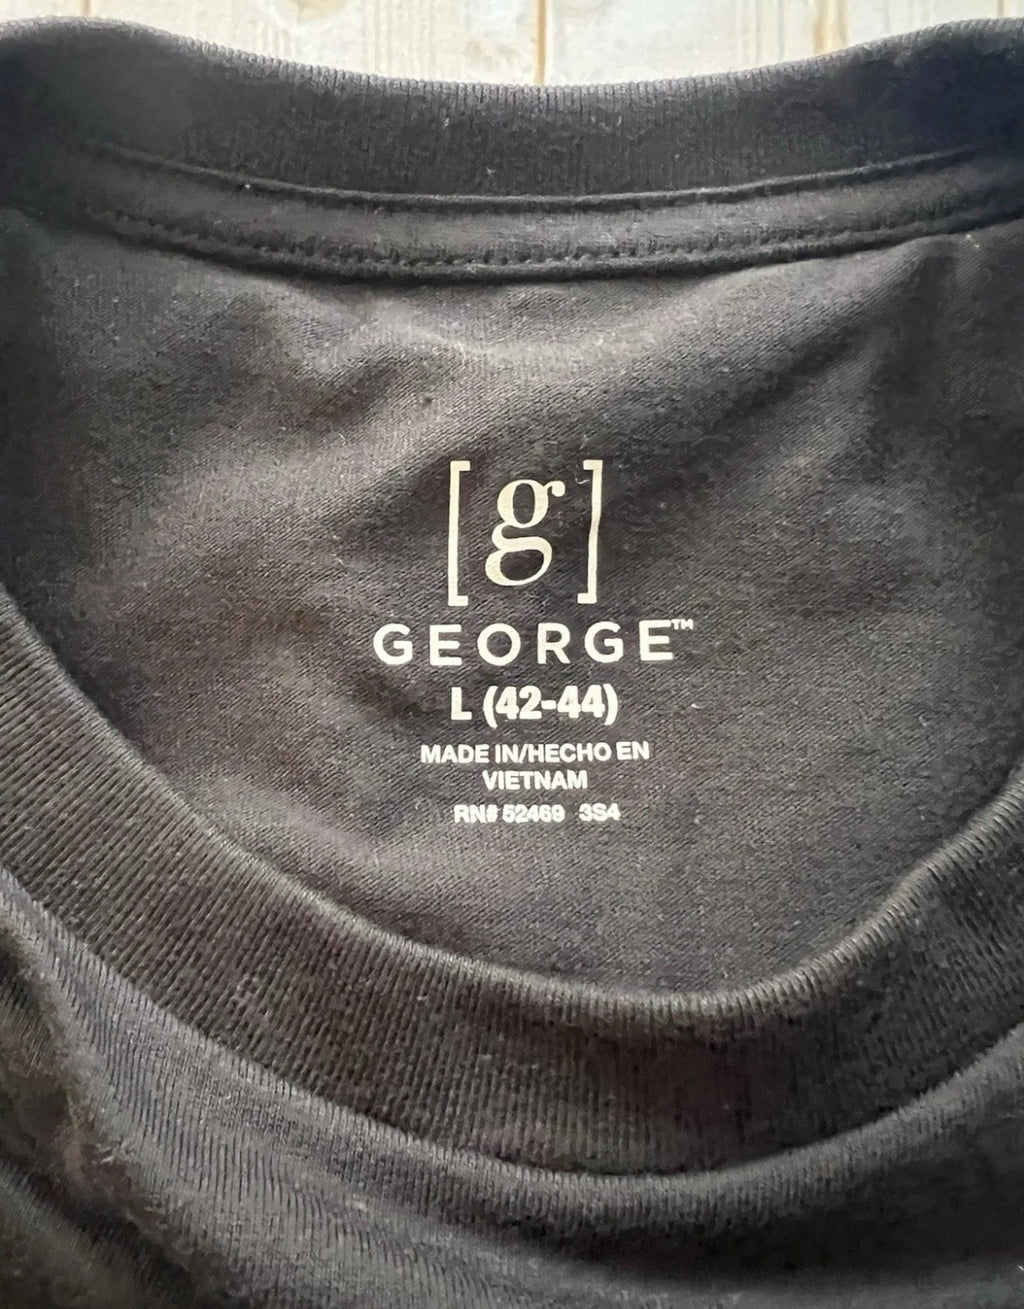 [g]
GEORGE™
L (42-44)
MADE IN/HECHO EN
VIETNAM
RN# 52469 3S4